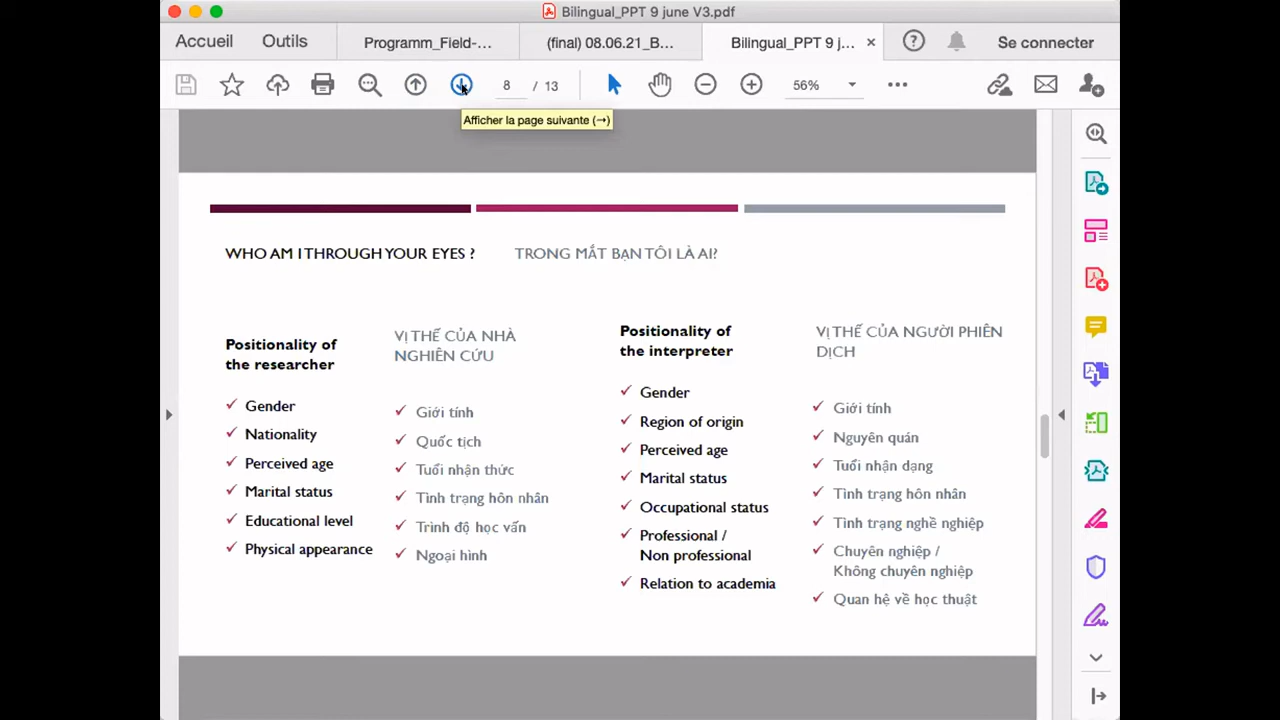 Bilingual_PPT 9 june V3.pdf
Accueil
Outils
Programm_Field-...
(final) 08.06.21_B...
Bilingual_PPT 9 j...
Se connecter
8 / 13
56%
Afficher la page suivante (→)
WHO AM I THROUGH YOUR EYES ?
TRONG MẮT BẠN TÔI LÀ AI?
Positionality of
the researcher
Gender
Nationality
Perceived age
Marital status
Educational level
Physical appearance
VỊ THẾ CỦA NHÀ
NGHIÊN CỨU
Giới tính
Quốc tịch
Tuổi nhận thức
Tình trạng hôn nhân
Trình độ học vấn
Ngoại hình
Positionality of
the interpreter
Gender
Region of origin
Perceived age
Marital status
Occupational status
Professional /
Non professional
Relation to academia
VỊ THẾ CỦA NGƯỜI PHIÊN
DỊCH
Giới tính
Nguyên quán
Tuổi nhận dạng
Tình trạng hôn nhân
Tình trạng nghề nghiệp
Chuyên nghiệp /
Không chuyên nghiệp
Quan hệ về học thuật